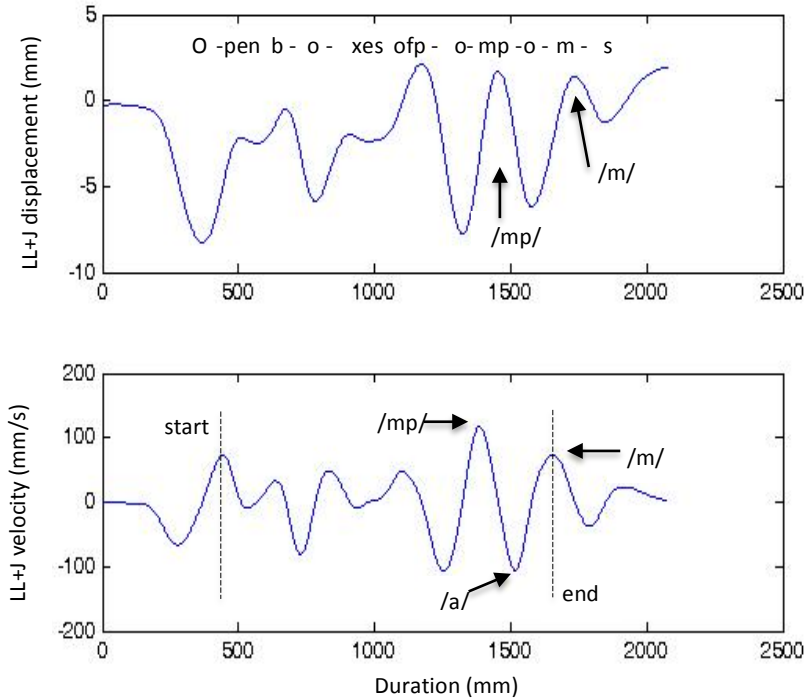 5
O -pen b - o - xes ofp - o- mp -o - m - s
0
-5
-10
LL+J displacement (mm)
/m/
/mp/
0 500 1000 1500 2000 2500
200
100
0
-100
-200
LL+J velocity (mm/s)
start
/mp/
/m/
/a/
end
0 500 1000 1500 2000 2500
Duration (mm)